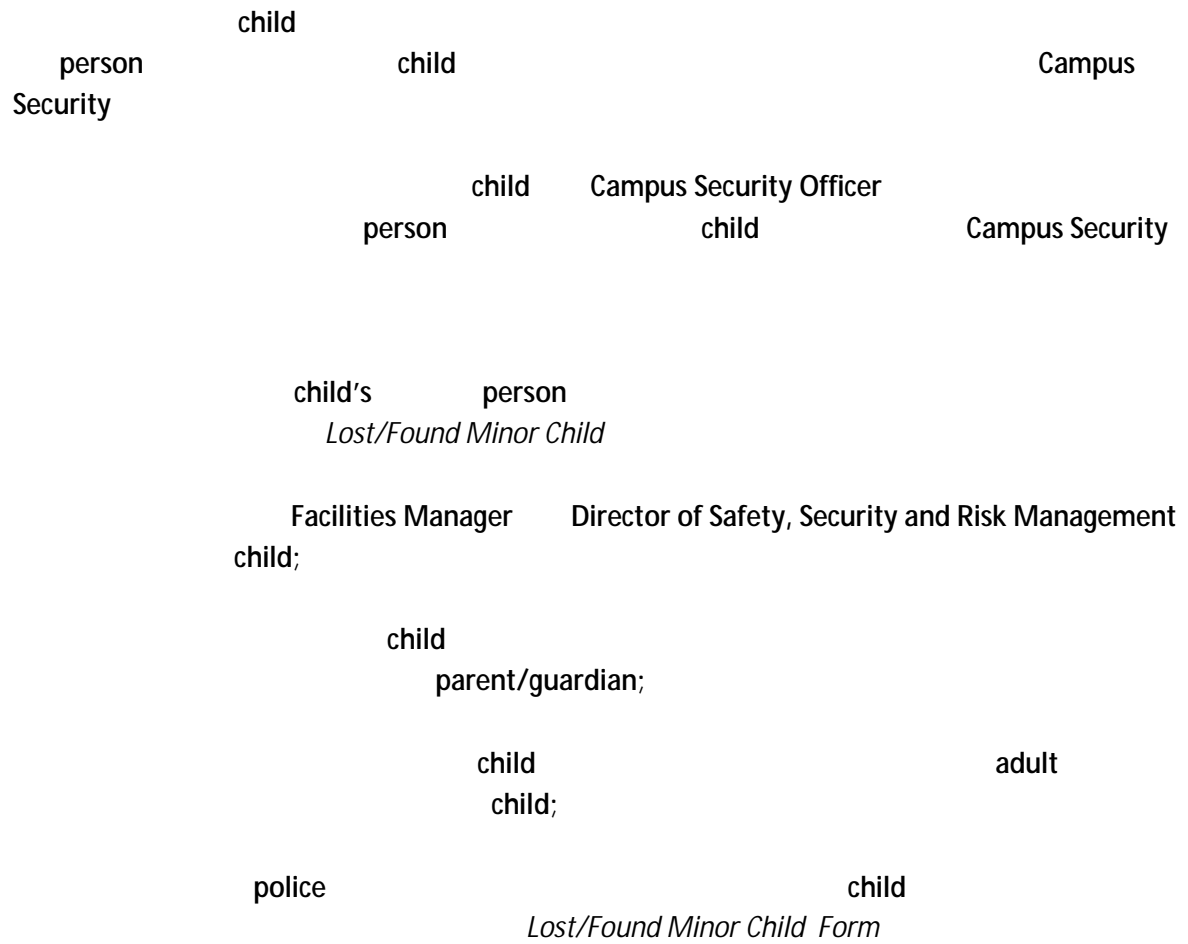 child
person child Campus
Security
child Campus Security Officer
person child Campus Security
child's person
Lost/Found Minor Child
Facilities Manager Director of Safety, Security and Risk Management
child;
child
parent/guardian;
child adult
child;
police child
Lost/Found Minor Child Form